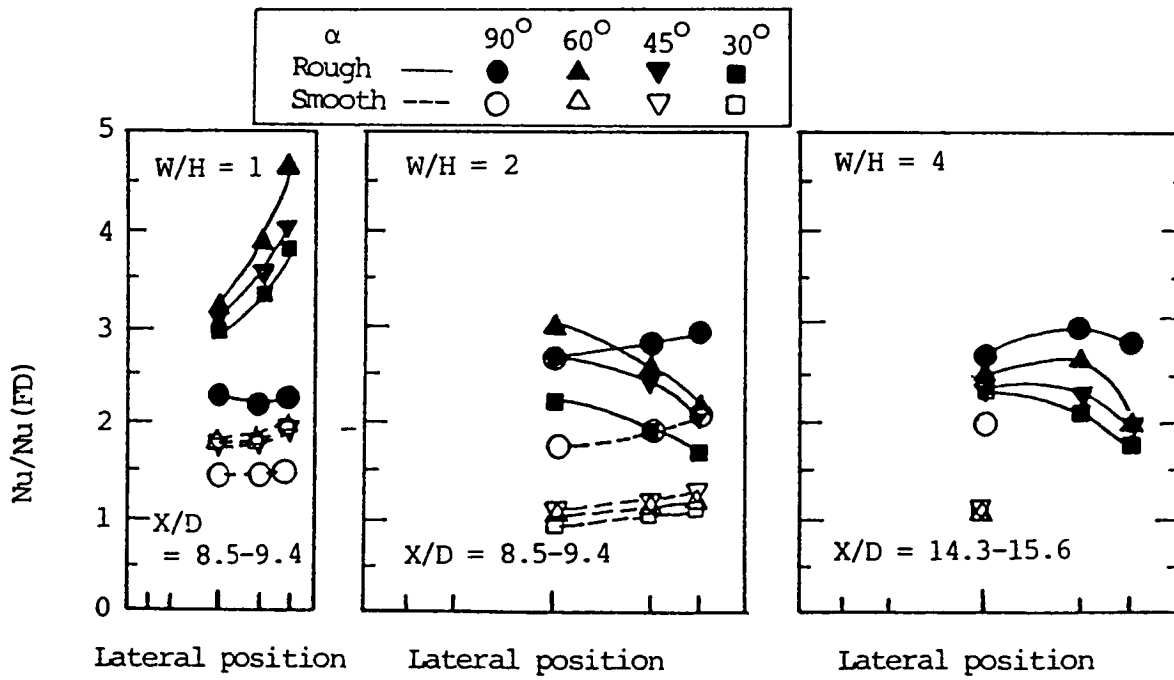 α 90° 60° 45° 30°
Rough
Smooth
Nu/Nu(FD)
5
4
3
2
1
0
W/H = 1
X/D
= 8.5-9.4
Lateral position
W/H = 2
X/D = 8.5-9.4
Lateral position
W/H = 4
X/D = 14.3-15.6
Lateral position